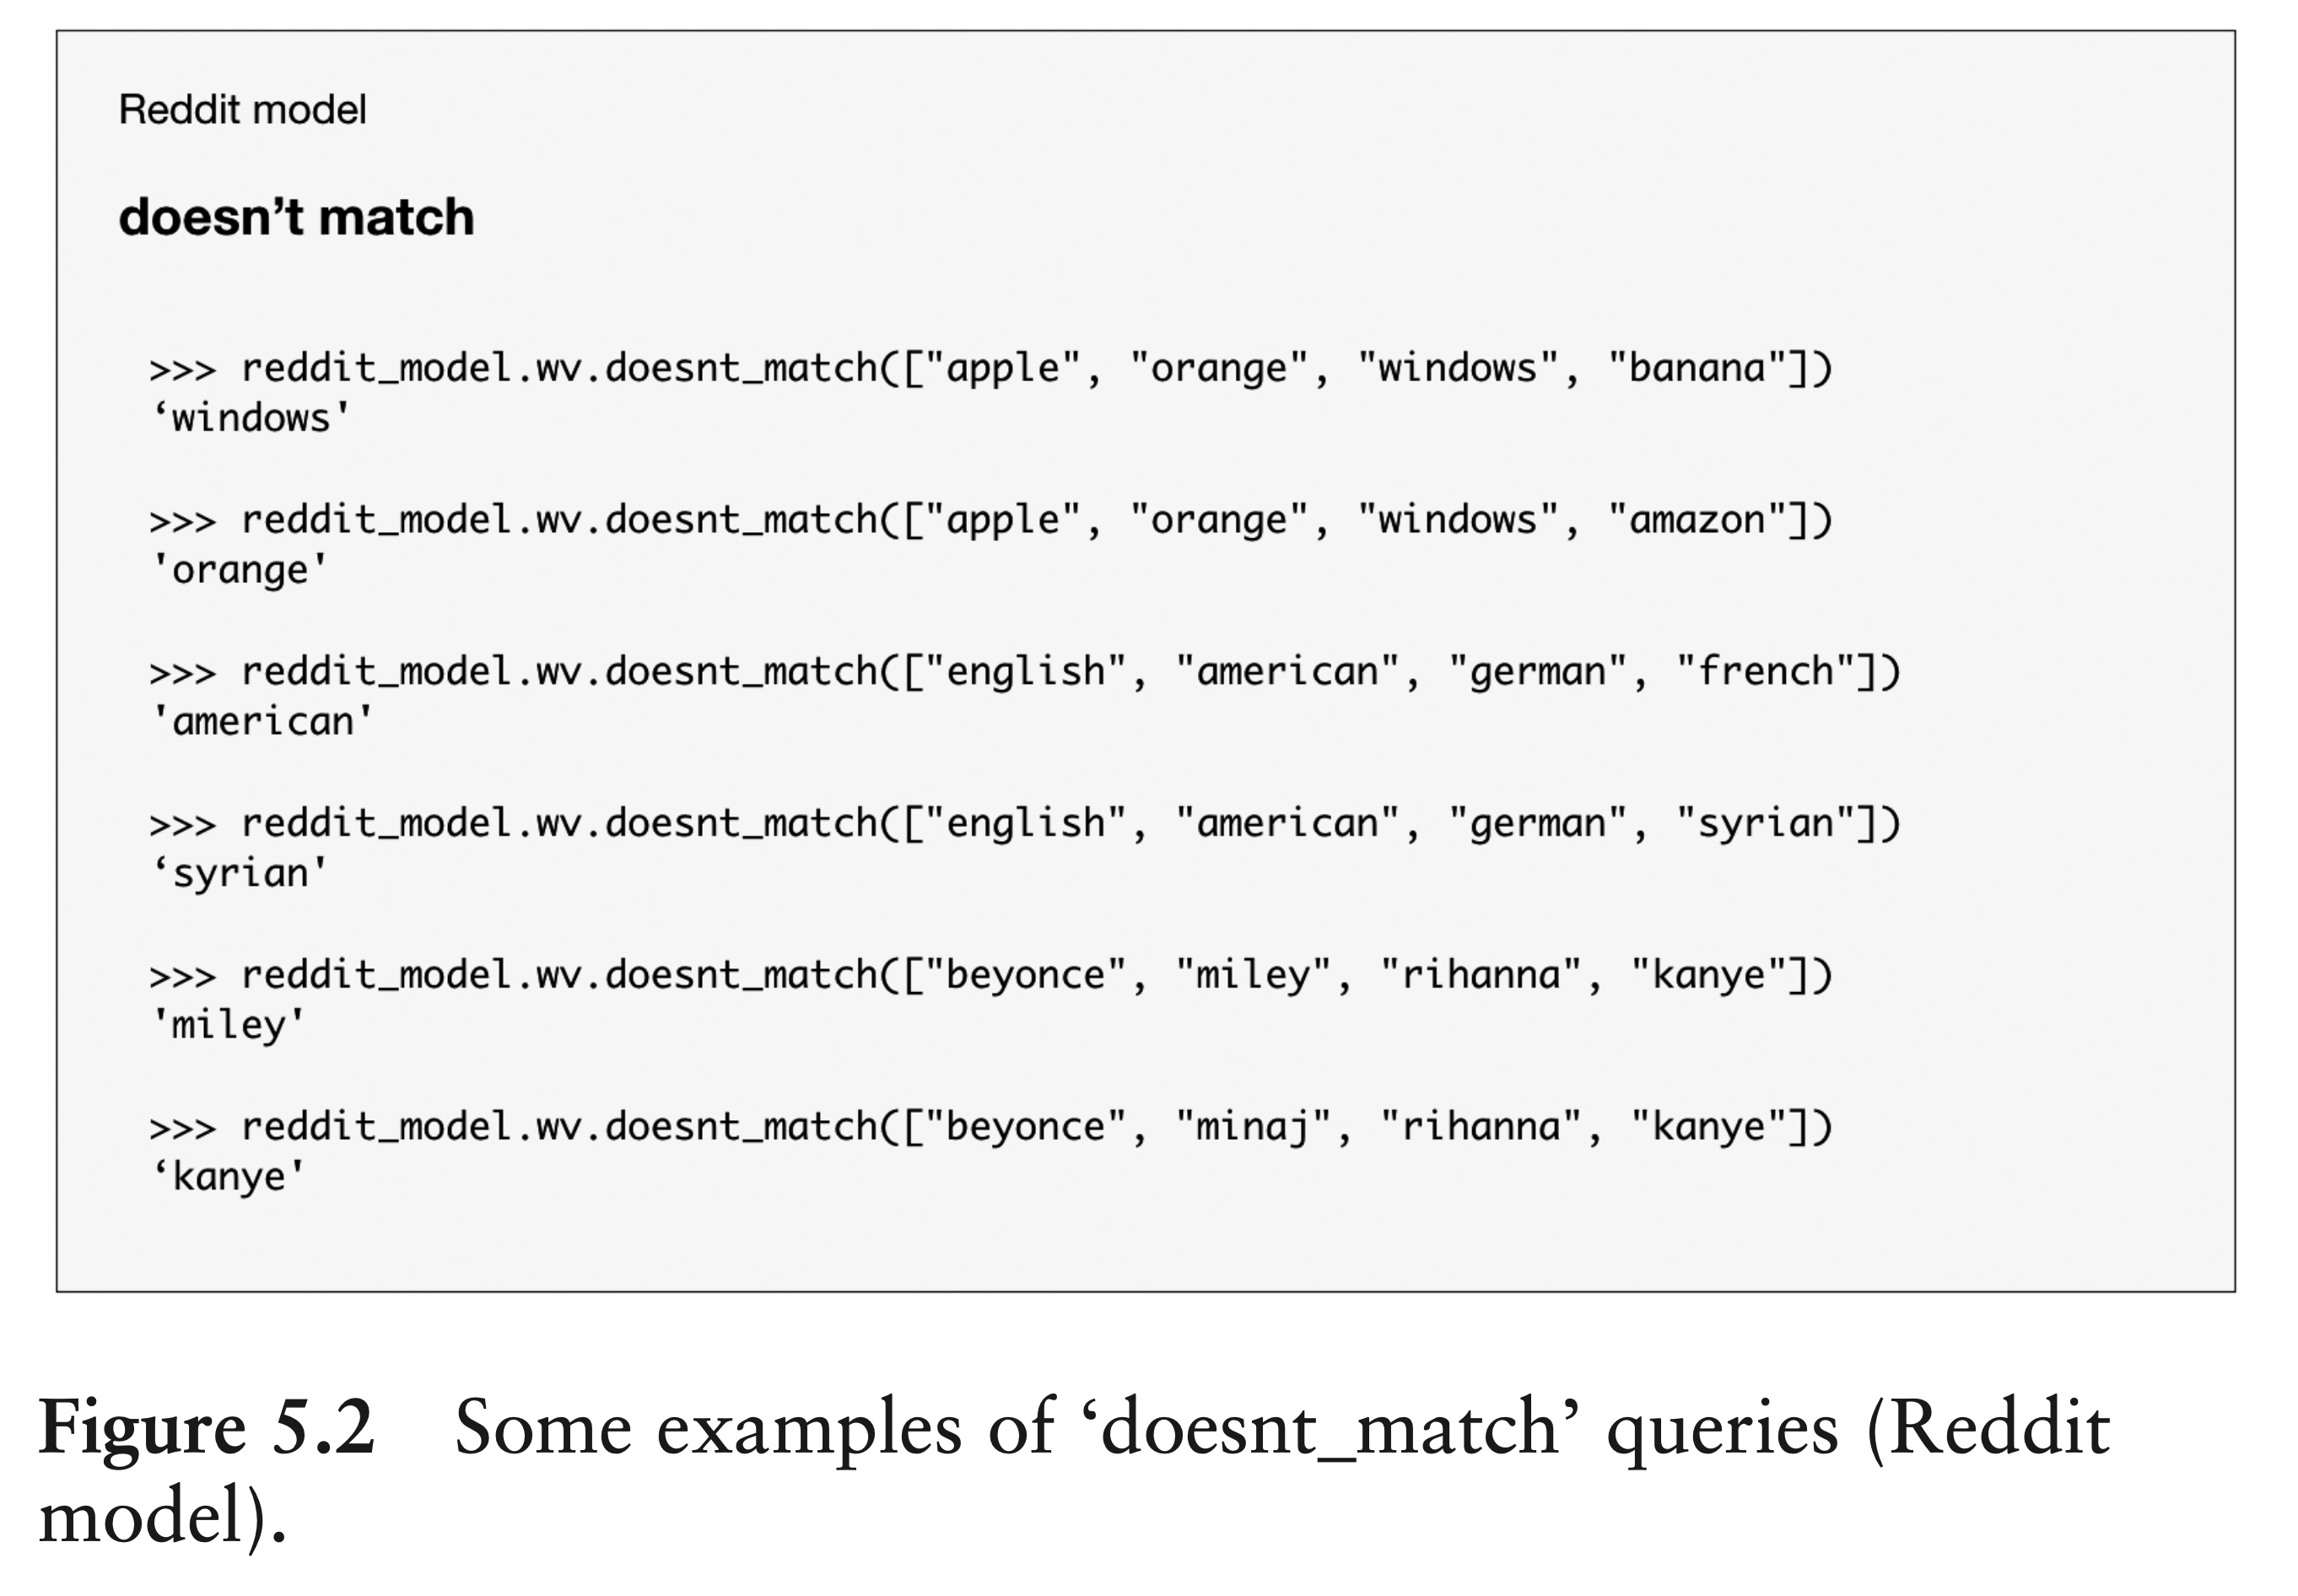 Reddit model
doesn’t match
>>> reddit_model.wv.doesnt_match(["apple", "orange", "windows", "banana"])
‘windows'
>>> reddit_model.wv.doesnt_match(["apple", "orange", "windows", "amazon"])
'orange'
>>> reddit_model.wv.doesnt_match(["english", "american", "german", "french"])
'american'
>>> reddit_model.wv.doesnt_match(["english", "american", "german", "syrian"])
‘syrian'
>>> reddit_model.wv.doesnt_match(["beyonce", "miley", "rihanna", "kanye"])
'miley'
>>> reddit_model.wv.doesnt_match(["beyonce", "minaj", "rihanna", "kanye"])
‘kanye'
Figure 5.2 Some examples of ‘doesnt_match’ queries (Reddit
model).